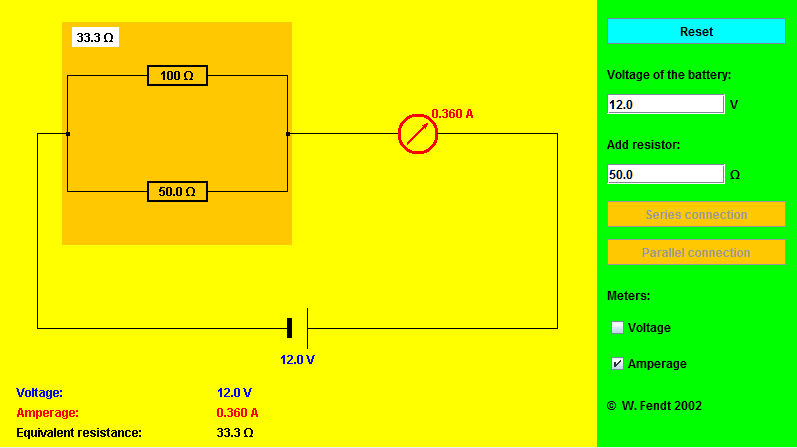 33.3 Ω
100 Ω
0.360 A
50.0 Ω
12.0 V
Voltage: 12.0 V
Amperage: 0.360 A
Equivalent resistance: 33.3 Ω
Reset
Voltage of the battery:
12.0 V
Add resistor:
50.0 Ω
Series connection
Parallel connection
Meters:
Voltage
Amperage
© W. Fendt 2002